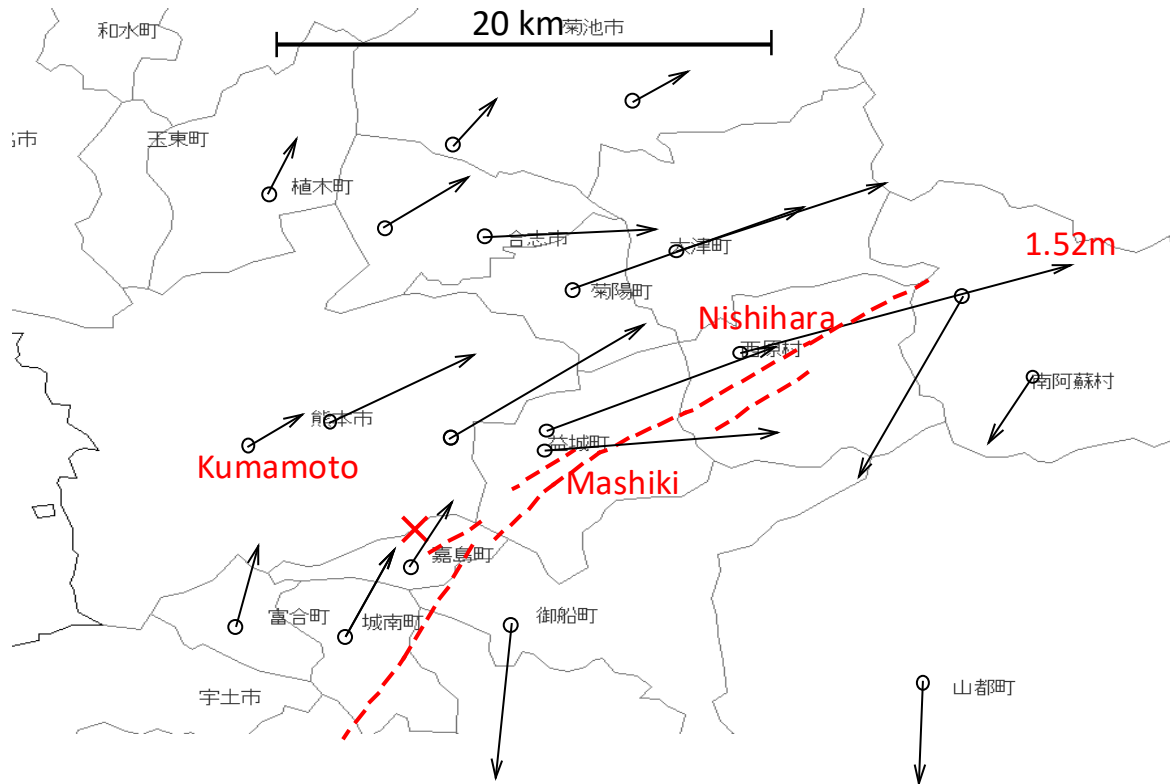 和水町
20 km
菊池市
玉東町
植木町
合志市
大津町
1.52m
菊陽町
Nishihara
西原村
南阿蘇村
熊本市
益城町
Kumamoto
Mashiki
嘉島町
富合町
城南町
御船町
宇土市
山都町